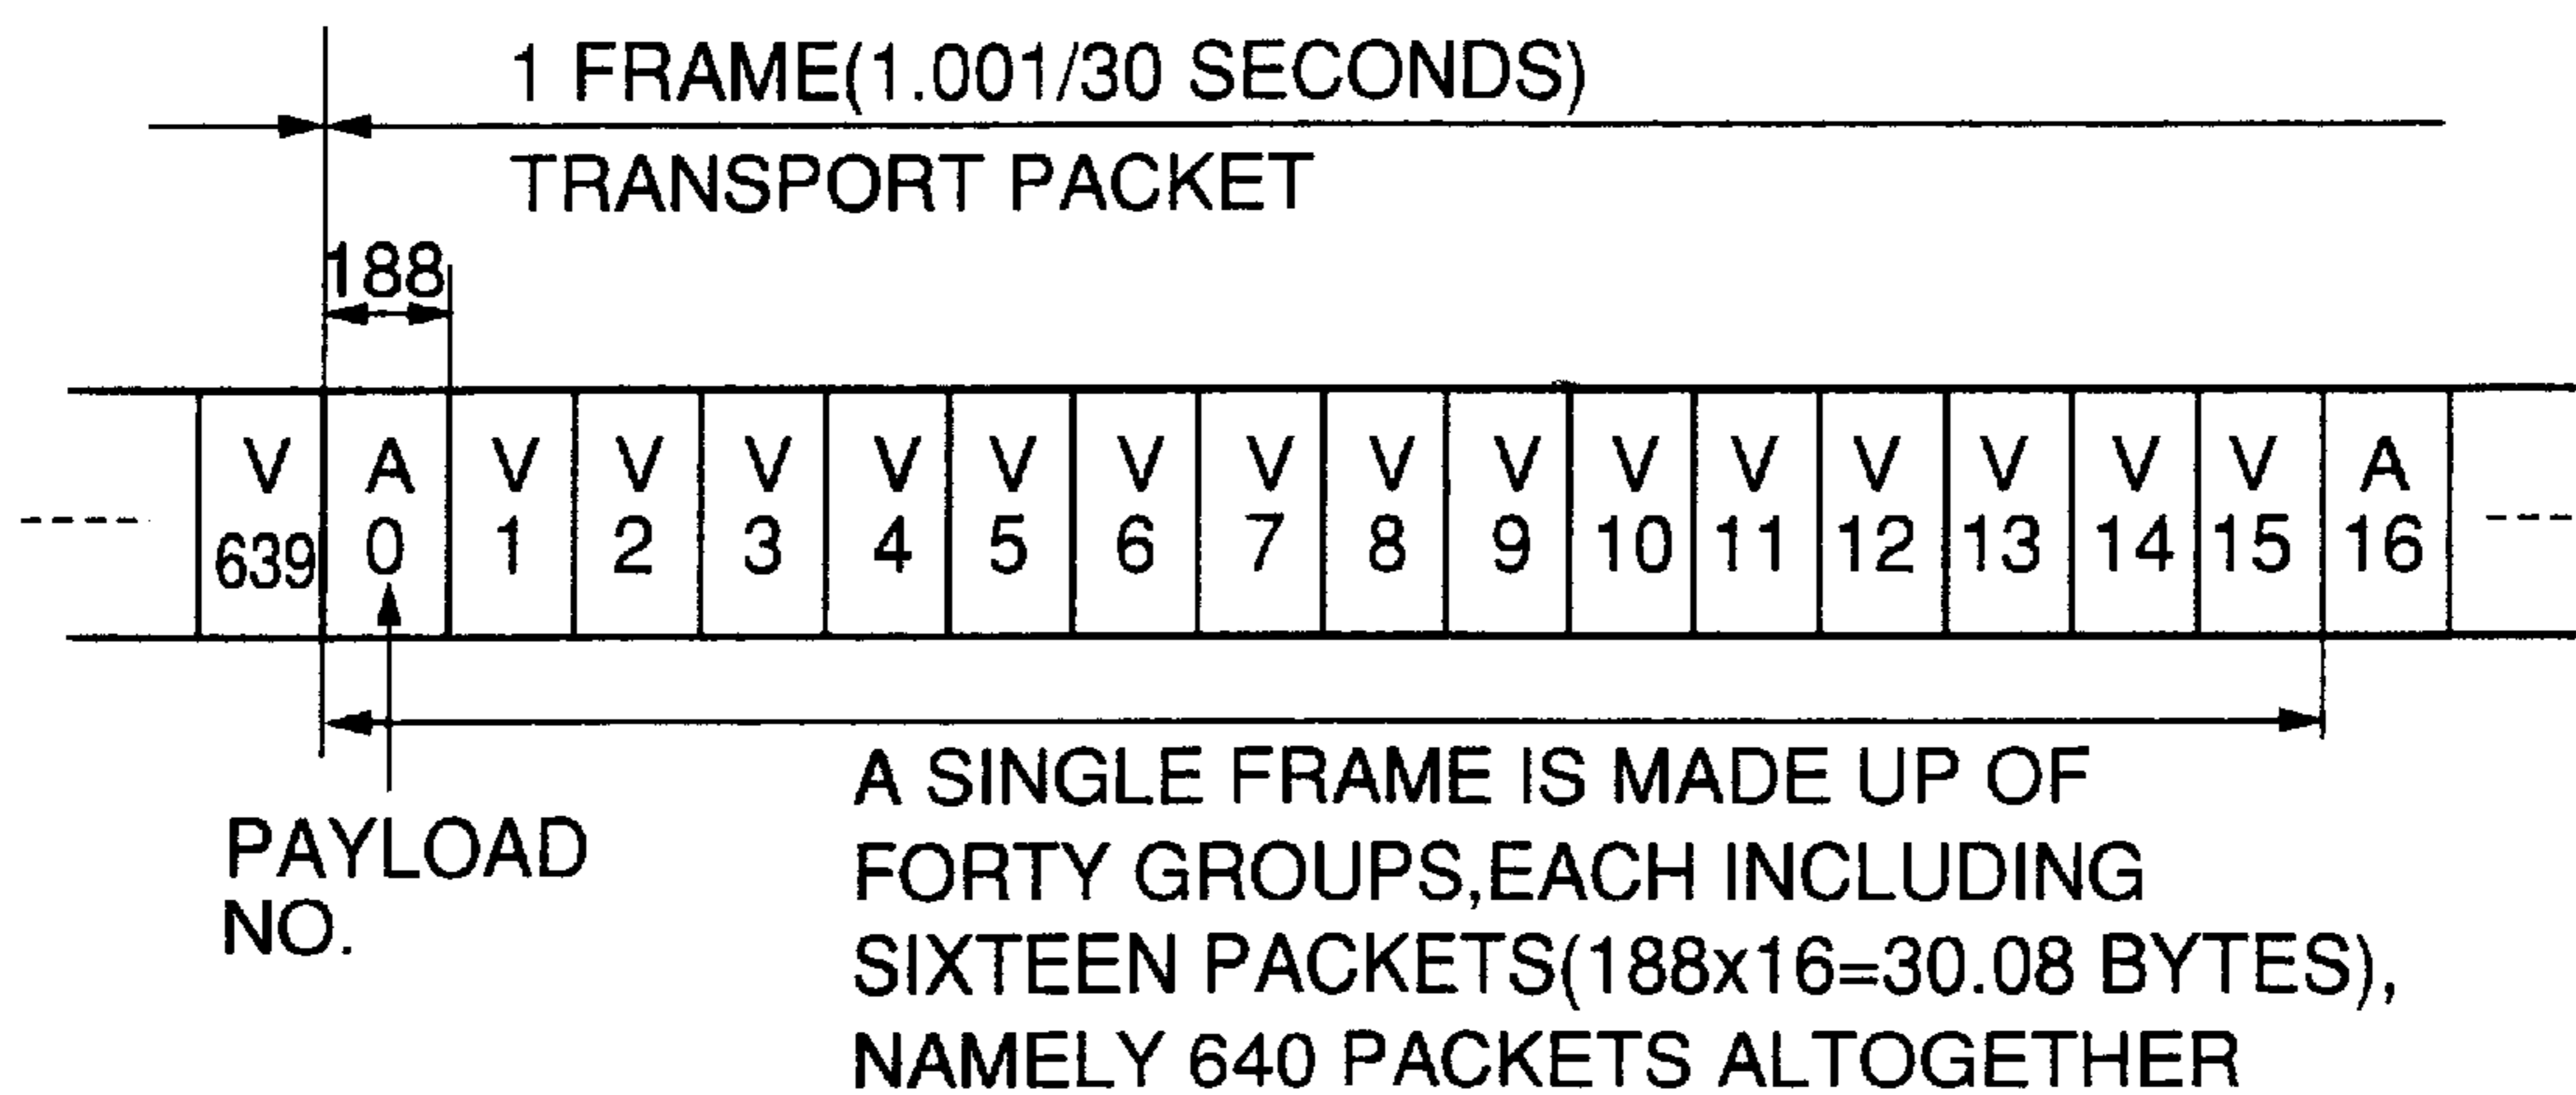 1 FRAME(1.001/30 SECONDS)
TRANSPORT PACKET
188
V A V V V V V V V V V V V V V V V A
639 0 1 2 3 4 5 6 7 8 9 10 11 12 13 14 15 16
PAYLOAD
NO.
A SINGLE FRAME IS MADE UP OF
FORTY GROUPS,EACH INCLUDING
SIXTEEN PACKETS(188x16=30.08 BYTES),
NAMELY 640 PACKETS ALTOGETHER